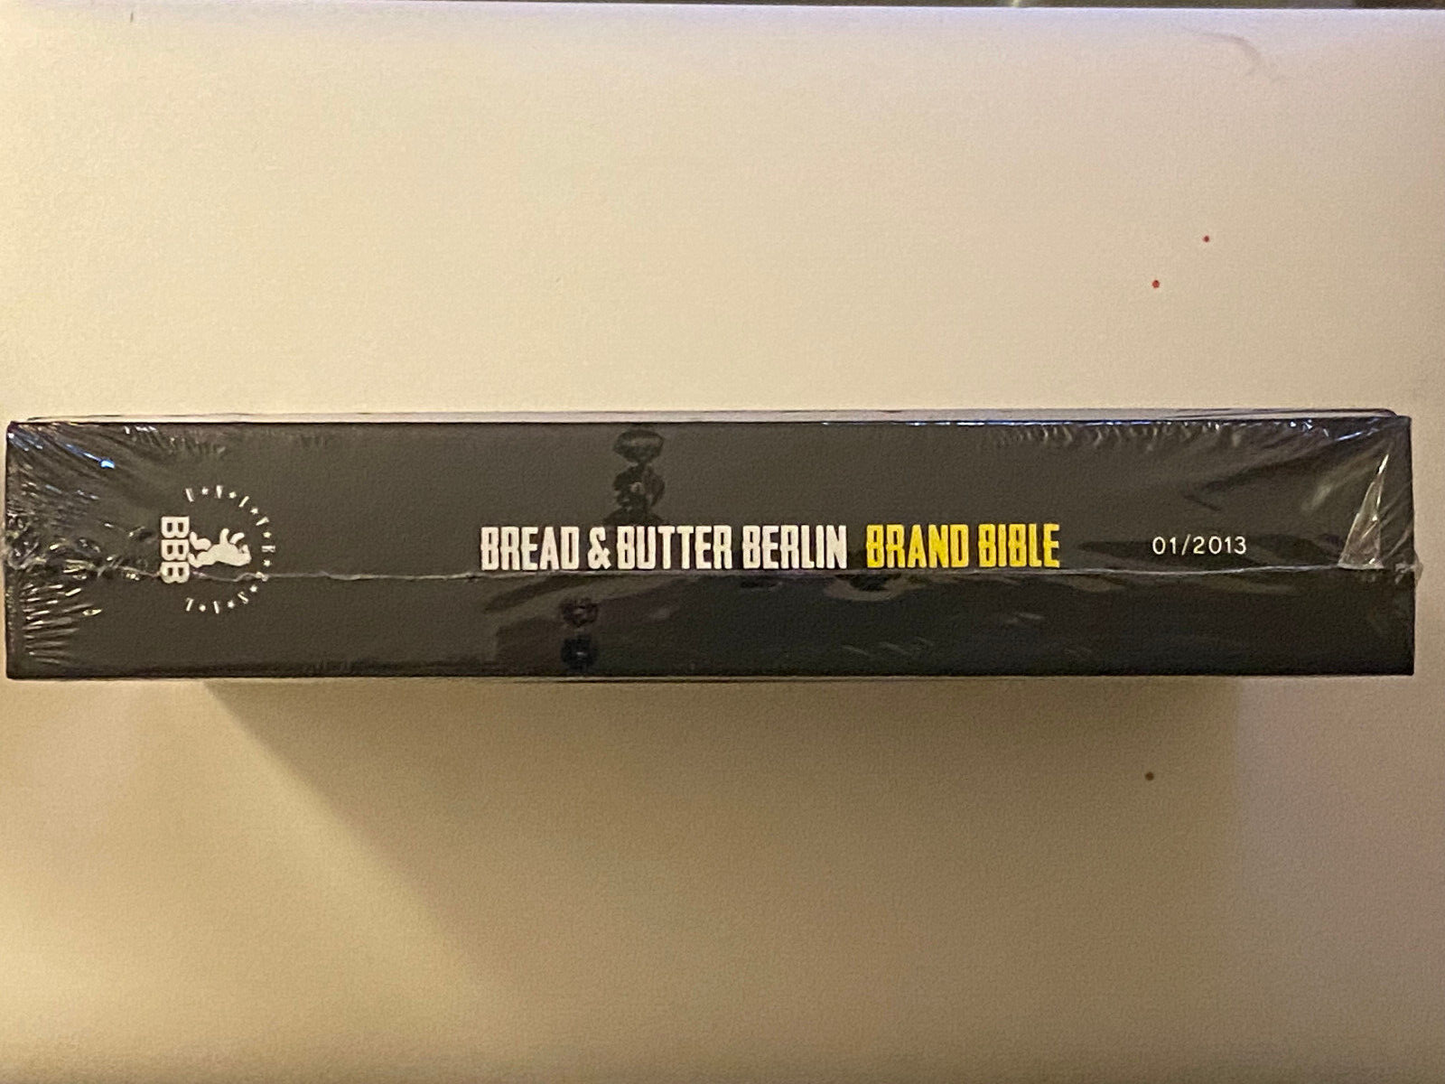 BBB
BREAD & BUTTER BERLIN BRAND BIBLE 01/2013